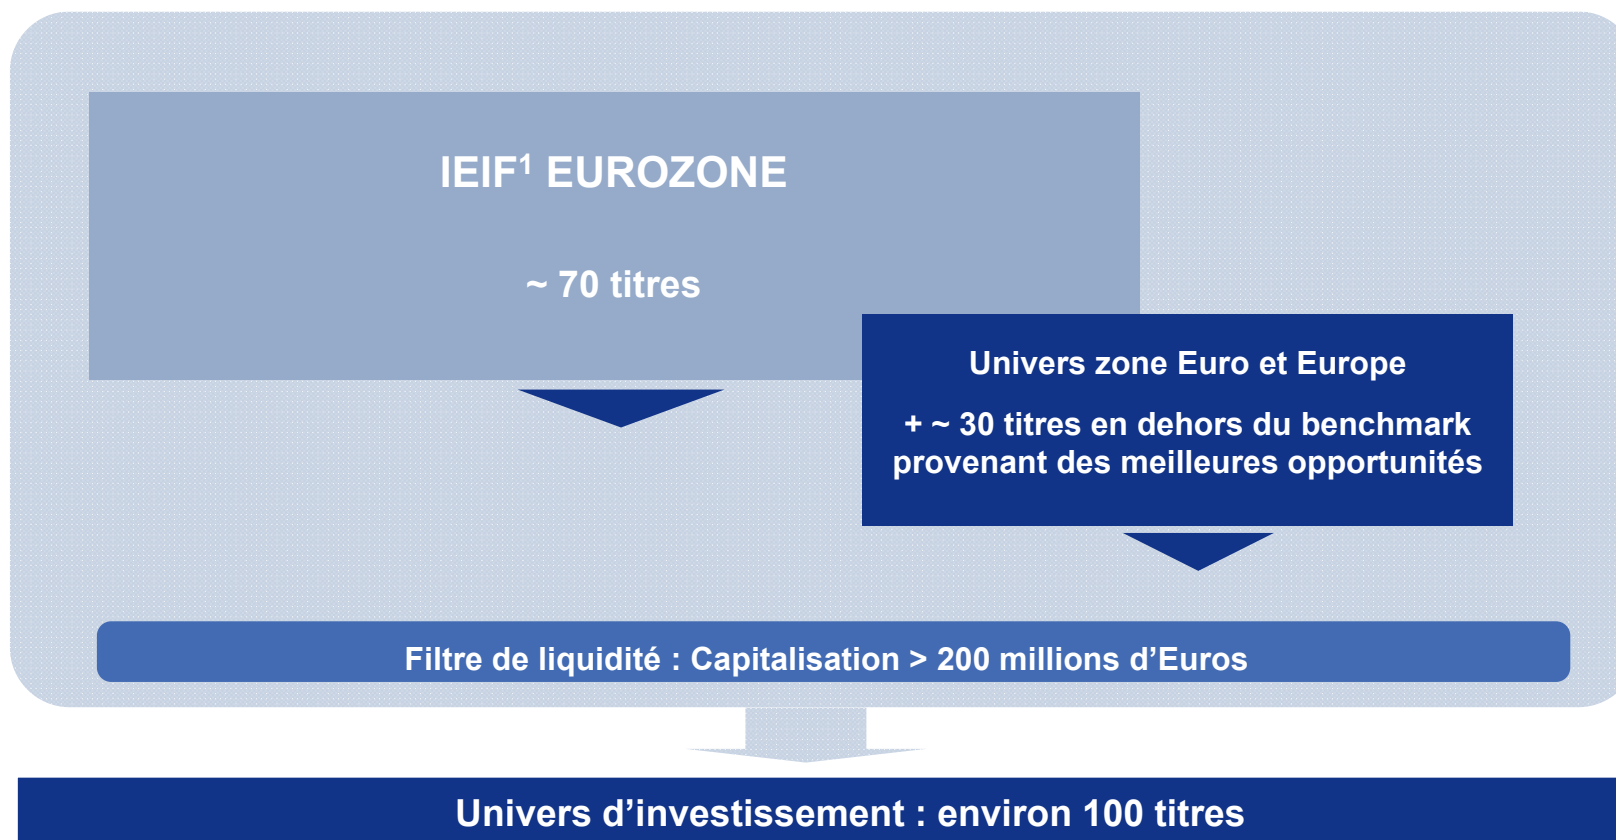 IEIF¹ EUROZONE
~ 70 titres
Univers zone Euro et Europe
+ ~ 30 titres en dehors du benchmark
provenant des meilleures opportunités
Filtre de liquidité : Capitalisation > 200 millions d’Euros
Univers d’investissement : environ 100 titres